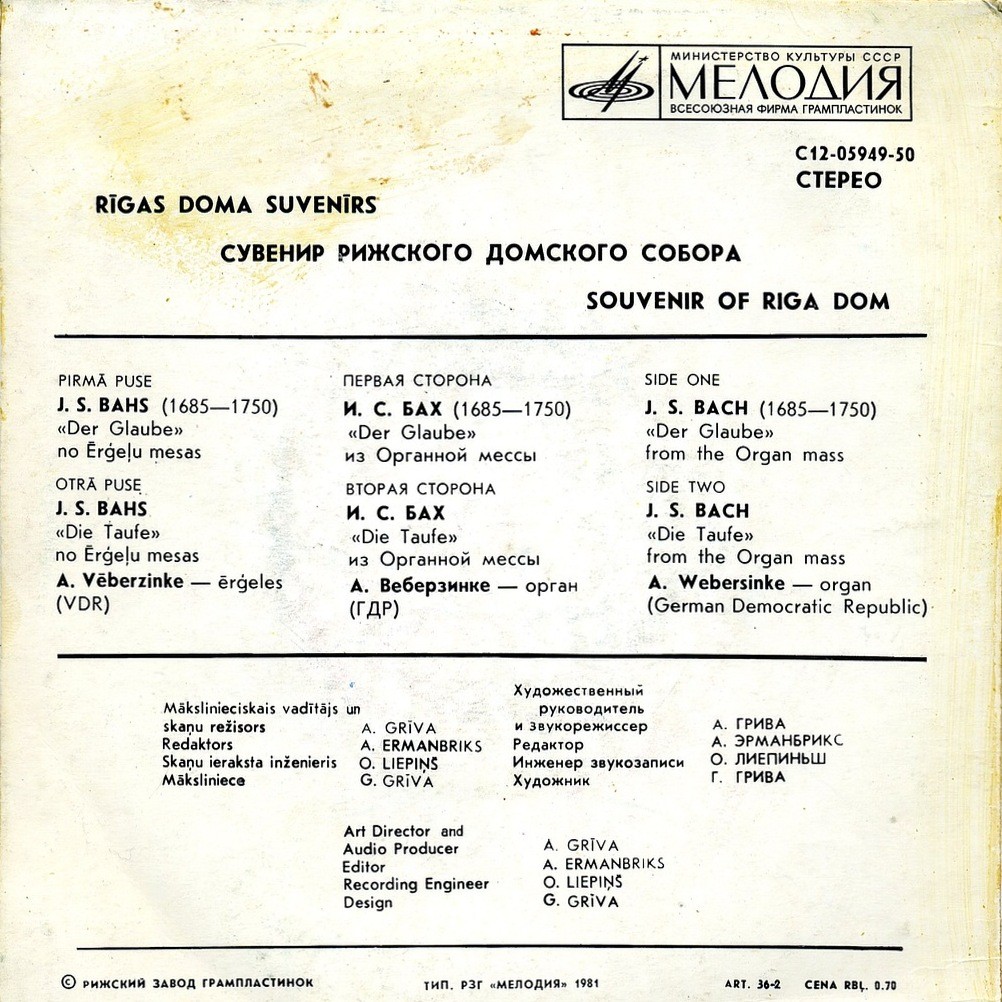 МИНИСТЕРСТВО КУЛЬТУРЫ СССР
МЕЛОДИЯ
ВСЕСОЮЗНАЯ ФИРМА ГРАМПЛАСТИНОК
С12-05949-50
СТЕРЕО
RĪGAS DOMA SUVENĪRS
СУВЕНИР РИЖСКОГО ДОМСКОГО СОБОРА
SOUVENIR OF RIGA DOM
PIRMĀ PUSE
J. S. BAHS (1685—1750)
«Der Glaube»
no Ērģeļu mesas
OTRĀ PUSE
J. S. BAHS
«Die Taufe»
no Ērģeļu mesas
A. Vēberzinke — ērģeles
(VDR)
ПЕРВАЯ СТОРОНА
И. С. БАХ (1685—1750)
«Der Glaube»
из Органной мессы
ВТОРАЯ СТОРОНА
И. С. БАХ
«Die Taufe»
из Органной мессы
А. Веберзинке — орган
(ГДР)
SIDE ONE
J. S. BACH (1685—1750)
«Der Glaube»
from the Organ mass
SIDE TWO
J. S. BACH
«Die Taufe»
from the Organ mass
A. Webersinke — organ
(German Democratic Republic)
Mākslinieciskais vadītājs un
skaņu režisors A. GRĪVA
Redaktors A. ERMANBRIKS
Skaņu ieraksta inženieris O. LIEPIŅŠ
Māksliniece G. GRĪVA
Художественный
руководитель
и звукорежиссер А. ГРИВА
Редактор А. ЭРМАНБРИКС
Инженер звукозаписи О. ЛИЕПИНЬШ
Художник Г. ГРИВА
Art Director and
Audio Producer A. GRĪVA
Editor A. ERMANBRIKS
Recording Engineer O. LIEPIŅŠ
Design G. GRĪVA
© РИЖСКИЙ ЗАВОД ГРАМПЛАСТИНОК ТИП. РЗГ «МЕЛОДИЯ» 1981 ART. 36-2 CENA RBĻ. 0.70